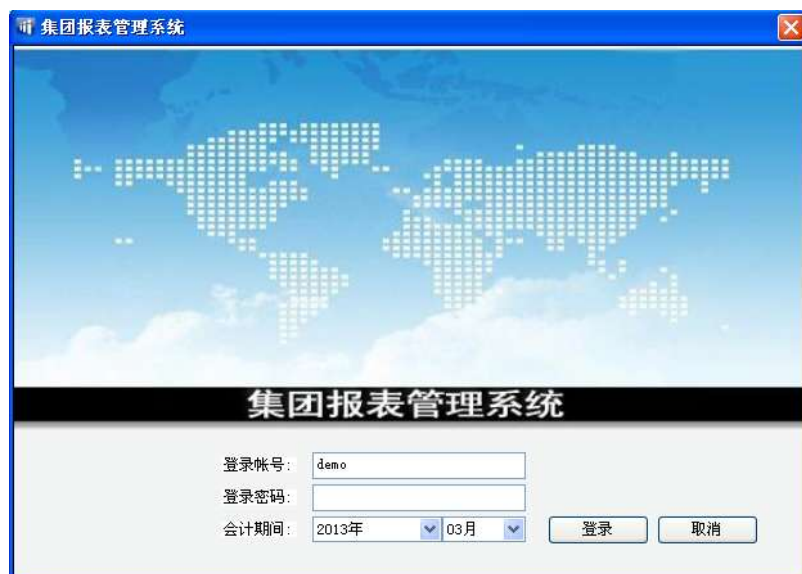 集团报表管理系统
集团报表管理系统
登录帐号: demo
登录密码:
会计期间: 2013年 03月 登录 取消